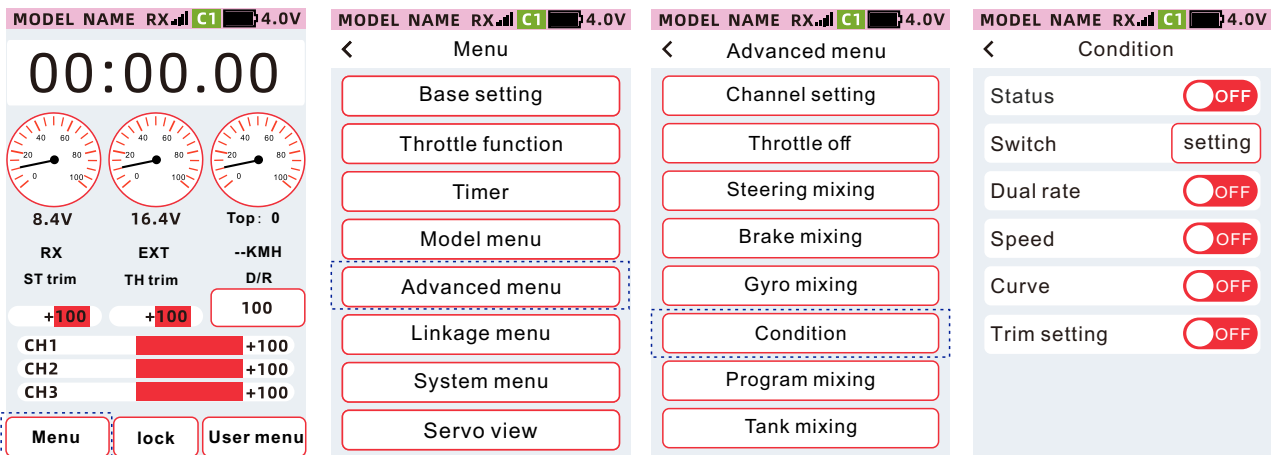 MODEL NAME RX C1 4.0V
00:00.00
40 60
20 80
0 100
40 60
20 80
0 100
40 60
20 80
0 100
8.4V 16.4V Top: 0
RX EXT --KMH
ST trim TH trim D/R
+100 +100 100
CH1 +100
CH2 +100
CH3 +100
Menu lock User menu
MODEL NAME RX C1 4.0V
< Menu
Base setting
Throttle function
Timer
Model menu
Advanced menu
Linkage menu
System menu
Servo view
MODEL NAME RX C1 4.0V
< Advanced menu
Channel setting
Throttle off
Steering mixing
Brake mixing
Gyro mixing
Condition
Program mixing
Tank mixing
MODEL NAME RX C1 4.0V
< Condition
Status OFF
Switch setting
Dual rate OFF
Speed OFF
Curve OFF
Trim setting OFF